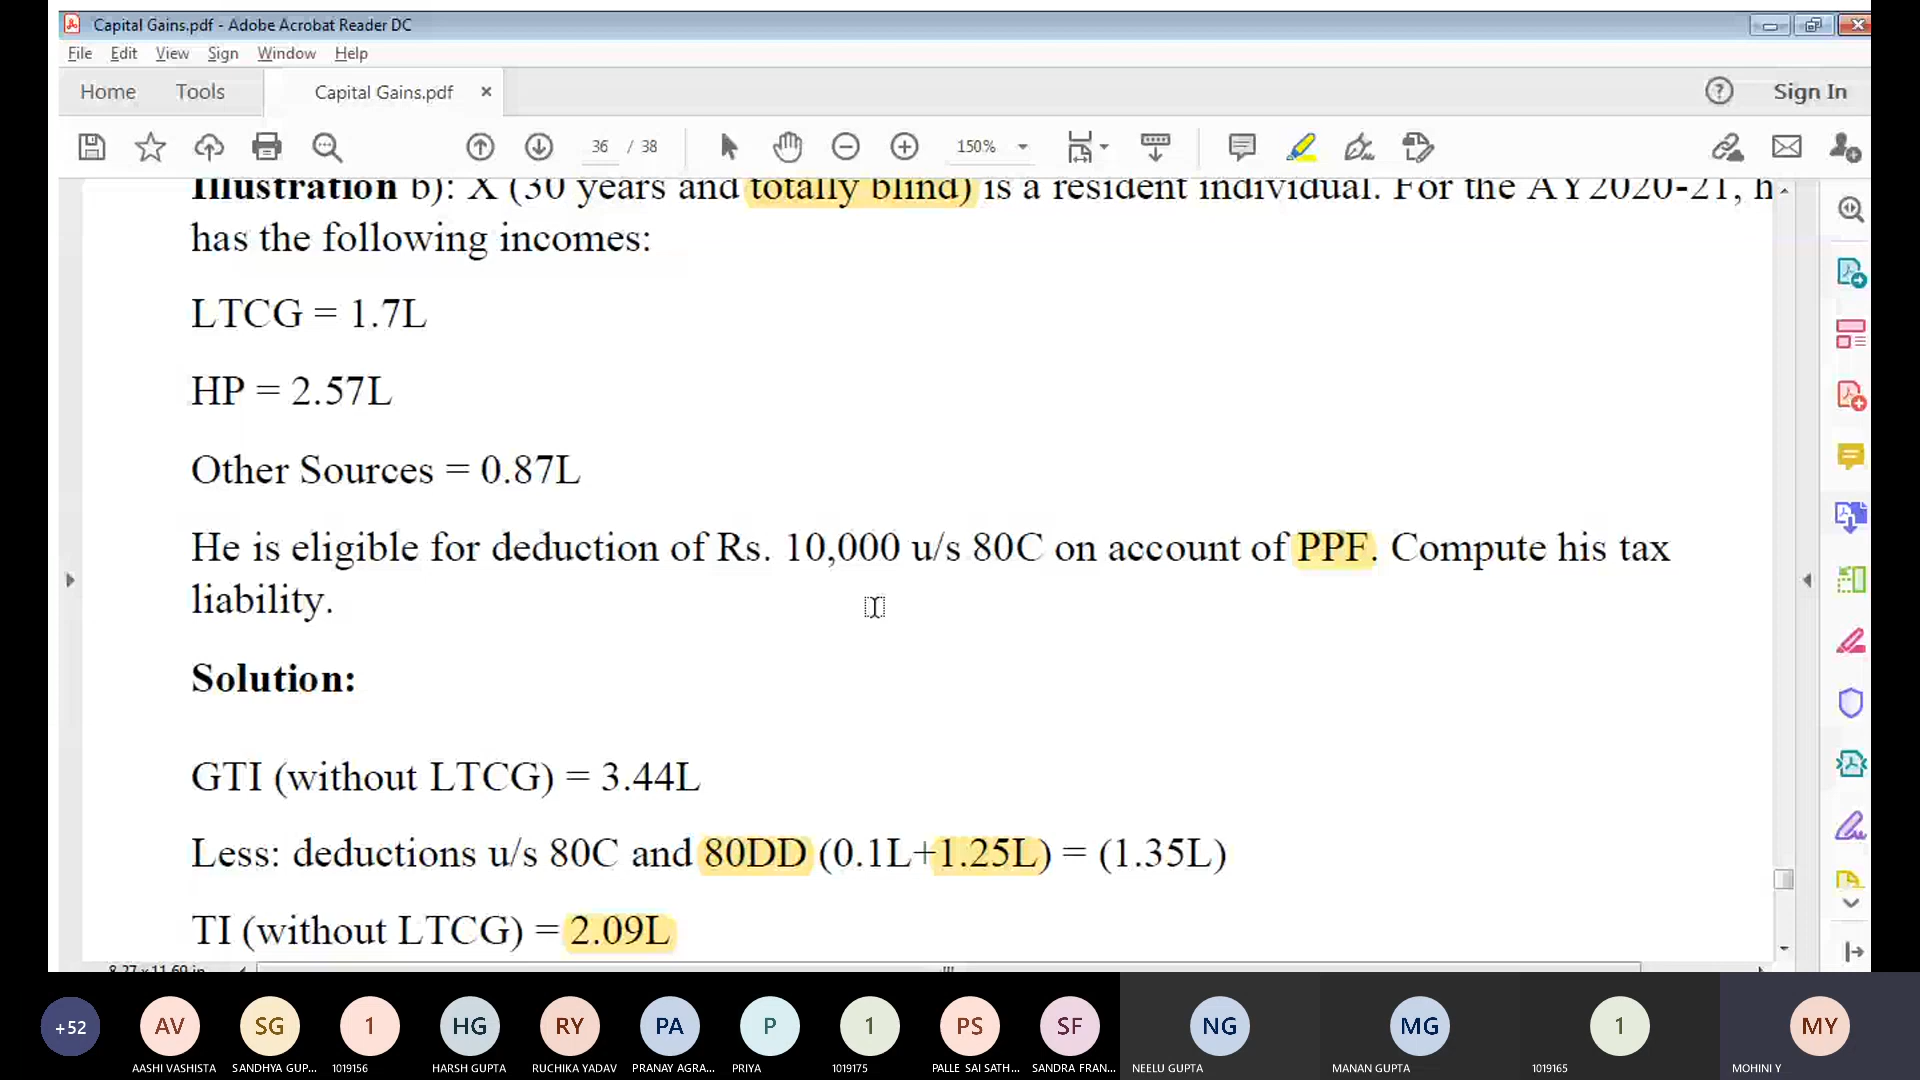 Capital Gains.pdf - Adobe Acrobat Reader DC
File Edit View Sign Window Help
Home Tools Capital Gains.pdf × Sign In
36 / 38 150%
Illustration b): X (30 years and totally blind) is a resident individual. For the AY2020-21, h
has the following incomes:
LTCG = 1.7L
HP = 2.57L
Other Sources = 0.87L
He is eligible for deduction of Rs. 10,000 u/s 80C on account of PPF. Compute his tax
liability.
Solution:
GTI (without LTCG) = 3.44L
Less: deductions u/s 80C and 80DD (0.1L+1.25L) = (1.35L)
TI (without LTCG) = 2.09L
8.27 x 11.69 in
+52 AV SG 1 HG RY PA P 1 PS SF NG MG 1 MY
AASHI VASHISTA SANDHYA GUP... 1019156 HARSH GUPTA RUCHIKA YADAV PRANAY AGRA... PRIYA 1019175 PALLE SAI SATH... SANDRA FRAN... NEELU GUPTA MANAN GUPTA 1019165 MOHINI Y